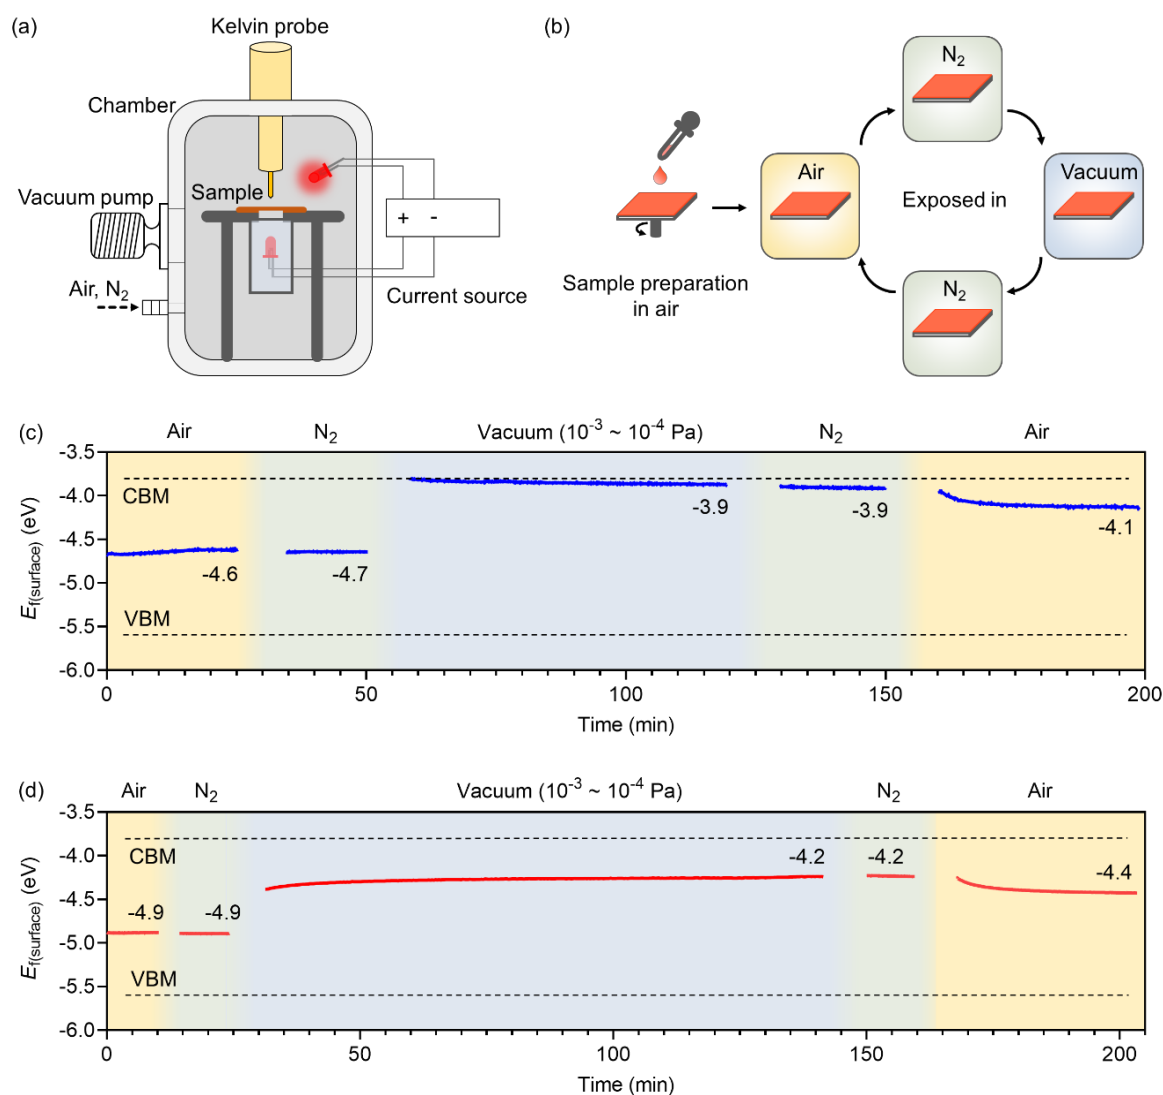 (a)
Kelvin probe
Chamber
Sample
Vacuum pump
+ -
Air, N2
Current source
(b)
N2
Air
Vacuum
Exposed in
Sample preparation
in air
N2
(c)
Air N2 Vacuum (10-3 ~ 10-4 Pa) N2 Air
Ef(surface) (eV)
-3.5
-4.0
-4.5
-5.0
-5.5
-6.0
CBM
VBM
-4.6 -4.7 -3.9 -3.9 -4.1
0 50 100 150 200
Time (min)
(d)
Air N2 Vacuum (10-3 ~ 10-4 Pa) N2 Air
Ef(surface) (eV)
-3.5
-4.0
-4.5
-5.0
-5.5
-6.0
CBM
VBM
-4.9 -4.9 -4.2 -4.2 -4.4
0 50 100 150 200
Time (min)